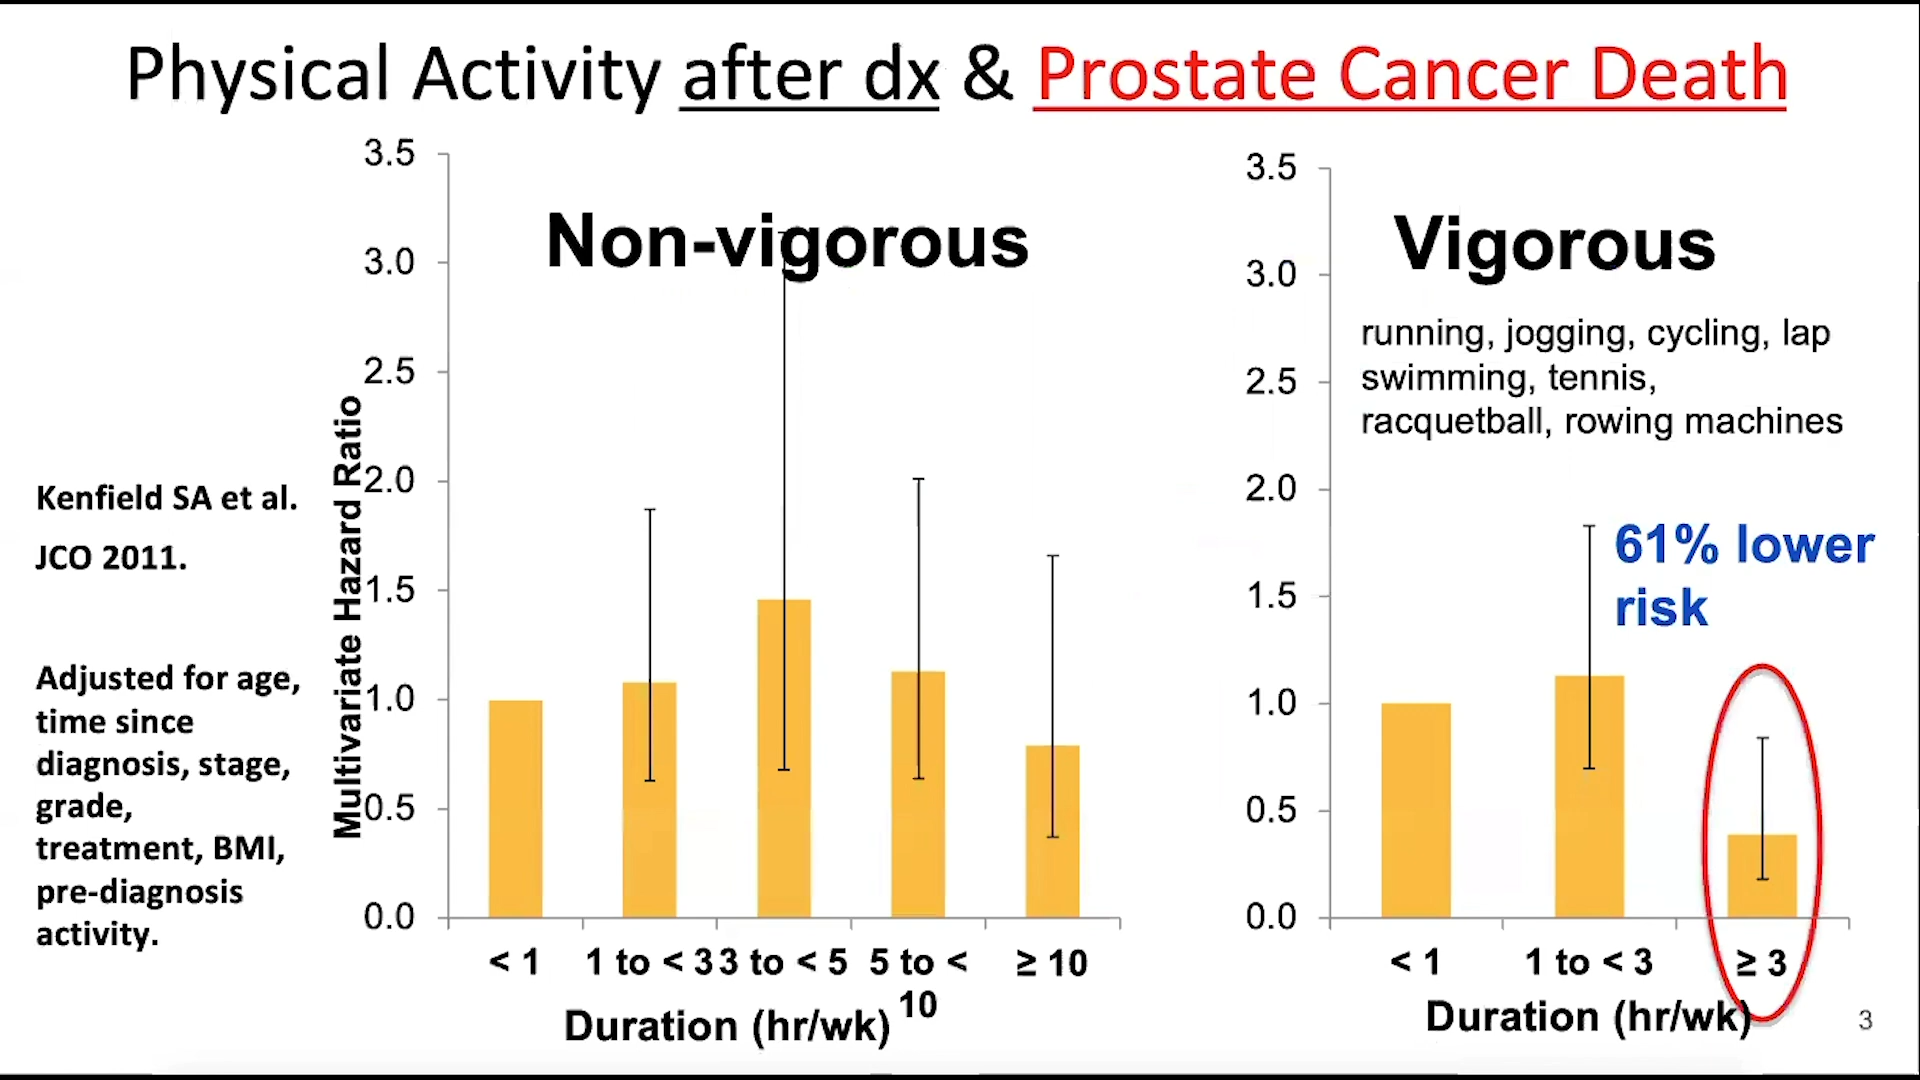 Physical Activity after dx & Prostate Cancer Death
Kenfield SA et al.
JCO 2011.
Adjusted for age,
time since
diagnosis, stage,
grade,
treatment, BMI,
pre-diagnosis
activity.
Multivariate Hazard Ratio
3.5
3.0
2.5
2.0
1.5
1.0
0.5
0.0
Non-vigorous
< 1
1 to < 3
3 to < 5
5 to <
10
≥ 10
Duration (hr/wk)
3.5
3.0
2.5
2.0
1.5
1.0
0.5
0.0
Vigorous
running, jogging, cycling, lap
swimming, tennis,
racquetball, rowing machines
61% lower
risk
< 1
1 to < 3
≥ 3
Duration (hr/wk)
3